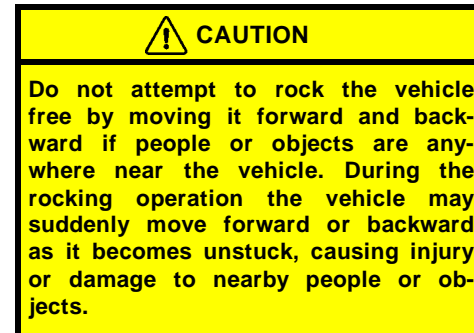 CAUTION
Do not attempt to rock the vehicle
free by moving it forward and back-
ward if people or objects are any-
where near the vehicle. During the
rocking operation the vehicle may
suddenly move forward or backward
as it becomes unstuck, causing injury
or damage to nearby people or ob-
jects.